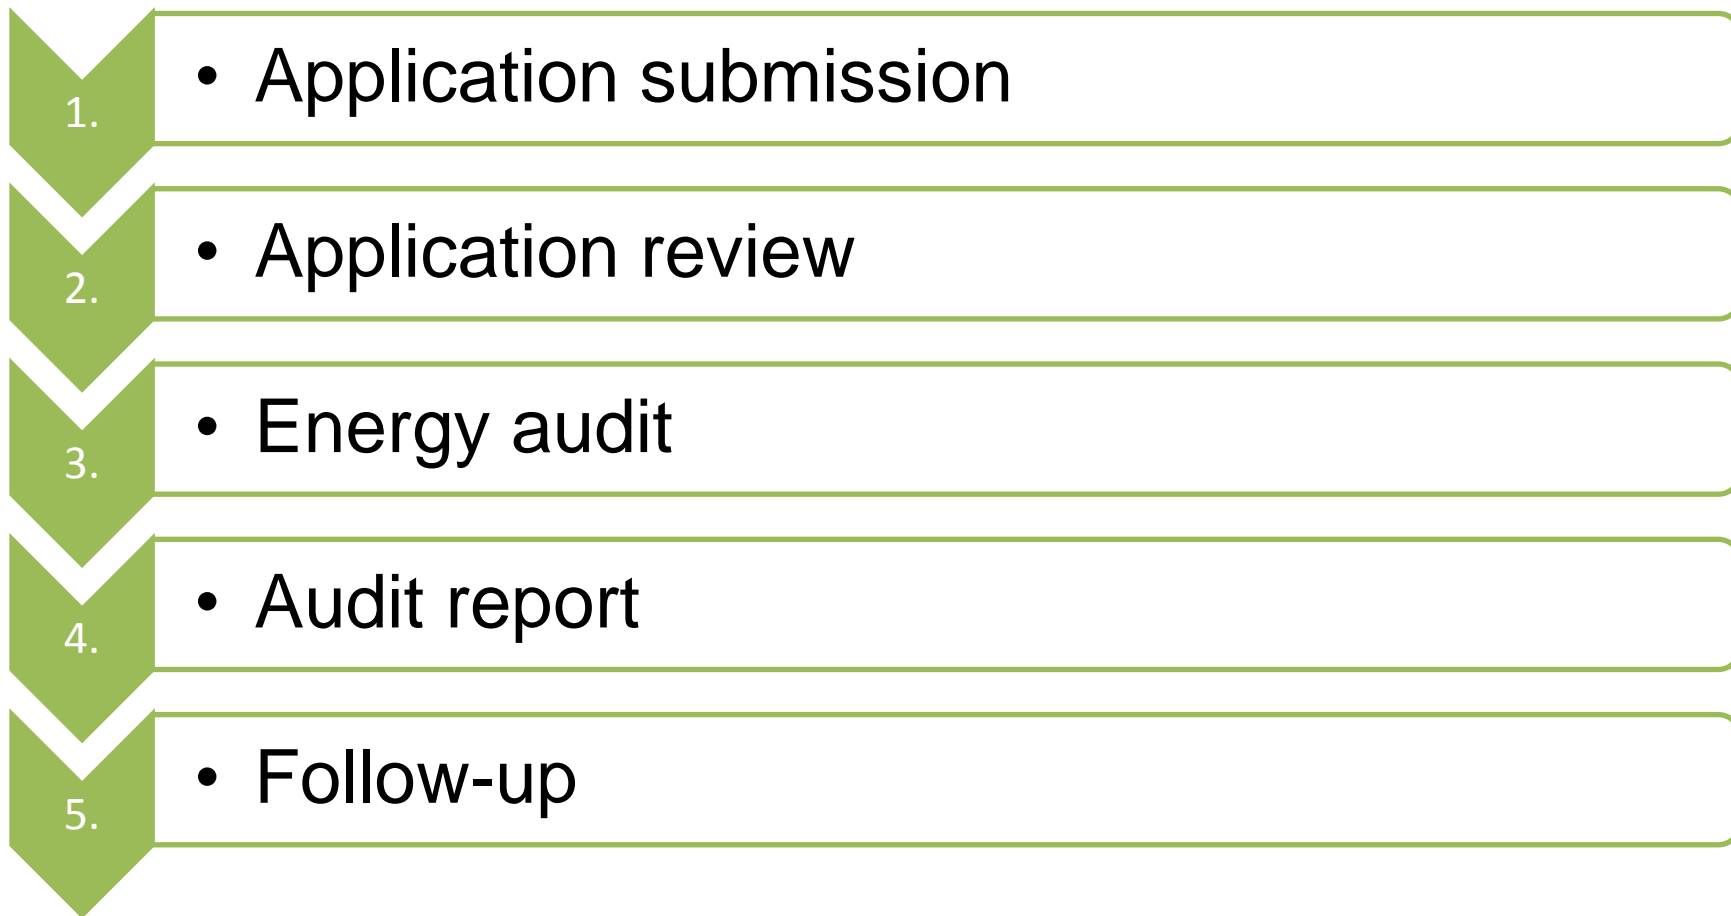 1.
• Application submission
2.
• Application review
3.
• Energy audit
4.
• Audit report
5.
• Follow-up